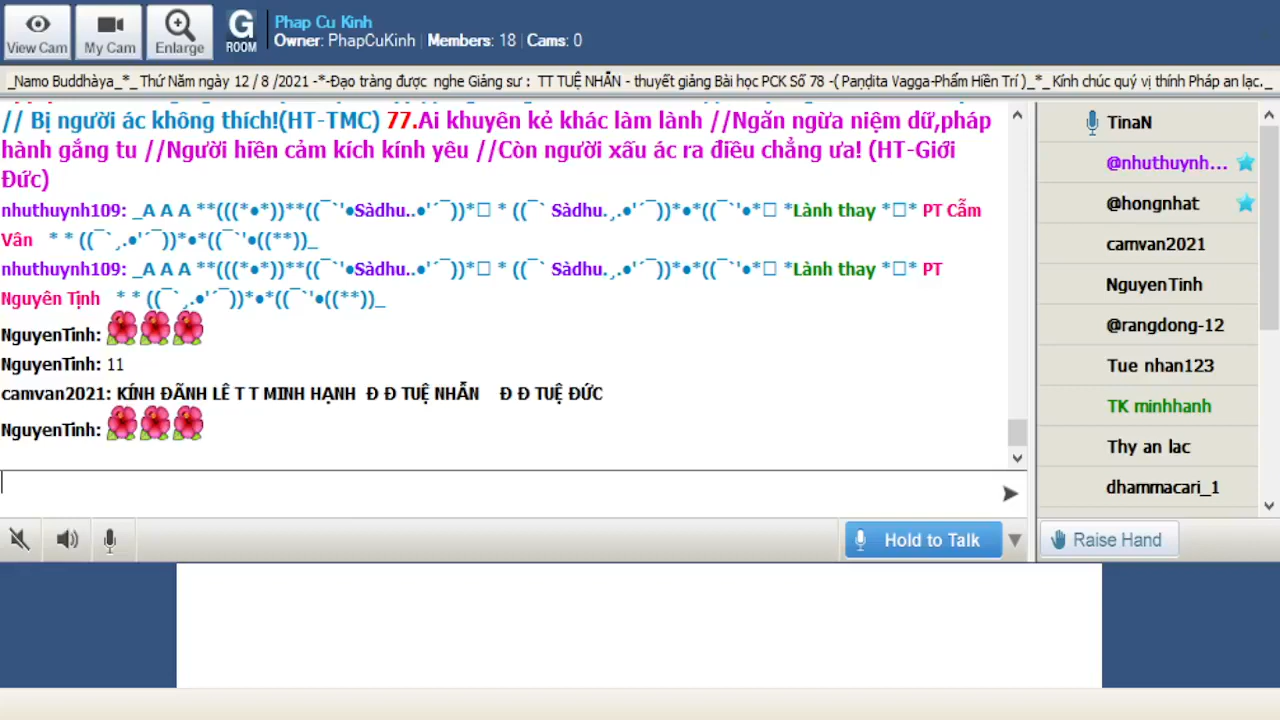 View Cam
My Cam
Enlarge
G
ROOM
Phap Cu Kinh
Owner: PhapCuKinh | Members: 18 | Cams: 0
_Namo Buddhàya_*_ Thứ Năm ngày 12 / 8 /2021 -*-Đạo tràng được nghe Giảng sư : TT TUỆ NHẪN - thuyết giảng Bài học PCK Số 78 -( Paṇḍita Vagga-Phẩm Hiền Trí )_*_ Kính chúc quý vị thính Pháp an lạc._
// Bị người ác không thích!(HT-TMC) 77.Ai khuyên kẻ khác làm lành //Ngăn ngừa niệm dữ,pháp
hành gắng tu //Người hiền cảm kích kính yêu //Còn người xấu ác ra điều chẳng ưa! (HT-Giới
Đức)
nhuthuynh109: _A A A **(((*•*))**((¯`'•Sàdhu..•'´¯))*□ * ((¯` Sàdhu.¸.•'´¯))*•*((¯`'•*□ *Lành thay *□* PT Cẩm
Vân * * ((¯`¸.•'´¯))*•*((¯`'•((**))_
nhuthuynh109: _A A A **(((*•*))**((¯`'•Sàdhu..•'´¯))*□ * ((¯` Sàdhu.¸.•'´¯))*•*((¯`'•*□ *Lành thay *□* PT
Nguyên Tịnh * * ((¯`¸.•'´¯))*•*((¯`'•((**))_
NguyenTinh:
NguyenTinh: 11
camvan2021: KÍNH ĐÃNH LÊ T T MINH HẠNH Đ Đ TUỆ NHẪN Đ Đ TUỆ ĐỨC
NguyenTinh:
Hold to Talk
TinaN
@nhuthuynh...
@hongnhat
camvan2021
NguyenTinh
@rangdong-12
Tue nhan123
TK minhhanh
Thy an lac
dhammacari_1
Raise Hand